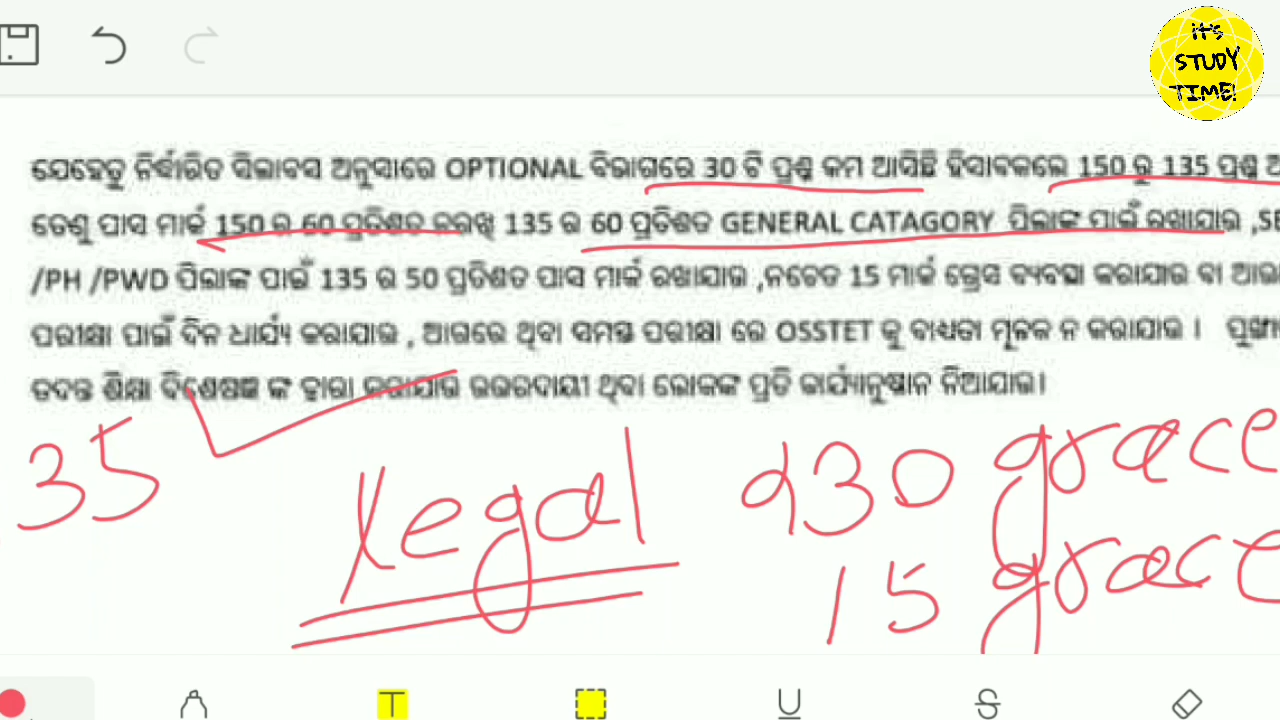 It's
STUDY
TIME!
ଯେହେତୁ ନିର୍ଦ୍ଧାରିତ ସିଲାବସ ଅନୁସାରେ OPTIONAL ବିଭାଗରେ 30 ଟି ପ୍ରଶ୍ନ କମ ଆସିଛି ହିସାବକଲେ 150 ରୁ 135 ପ୍ରଶ୍ନ
ତେଣୁ ପାସ ମାର୍କ 150 ର 60 ପ୍ରତିଶତ ନରଖି 135 ର 60 ପ୍ରତିଶତ GENERAL CATAGORY ପିଲାଙ୍କ ପାଇଁ ରଖାଯାଉ ,
/PH /PWD ପିଲାଙ୍କ ପାଇଁ 135 ର 50 ପ୍ରତିଶତ ପାସ ମାର୍କ ରଖାଯାଉ ,ନଚେତ 15 ମାର୍କ ଗ୍ରେସ ବ୍ୟବସ୍ଥା କରାଯାଉ ବା
ପରୀକ୍ଷା ପାଇଁ ଦିନ ଧାର୍ଯ୍ୟ କରାଯାଉ , ଆଗରେ ଥିବା ସମସ୍ତ ପରୀକ୍ଷା ରେ OSSTET କୁ ବାଧ୍ୟତା ମୂଳକ ନ କରାଯାଉ ।
ତଦନ୍ତ ଶିକ୍ଷା ବିଶେଷଜ୍ଞ ଙ୍କ ଦ୍ୱାରା କରାଯାଉ ଉତ୍ତରଦାୟୀ ଥିବା ଲୋକଙ୍କ ପ୍ରତି କାର୍ଯ୍ୟାନୁଷ୍ଠାନ ନିଆଯାଉ।
35 legal 30 grace
15 grace